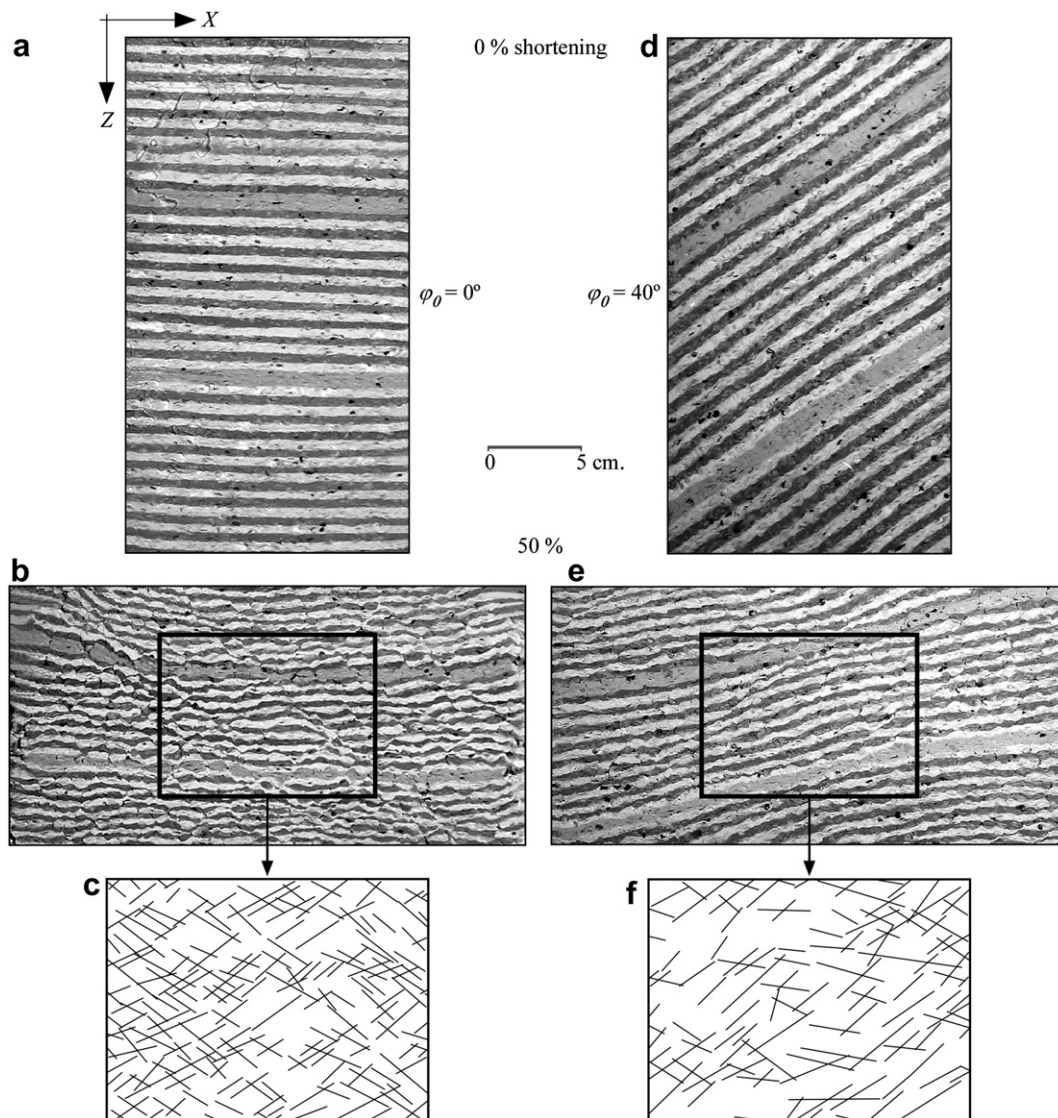 X
a
0 % shortening
d
Z
φ₀ = 0º
φ₀ = 40º
0 5 cm.
50 %
b
e
c
f